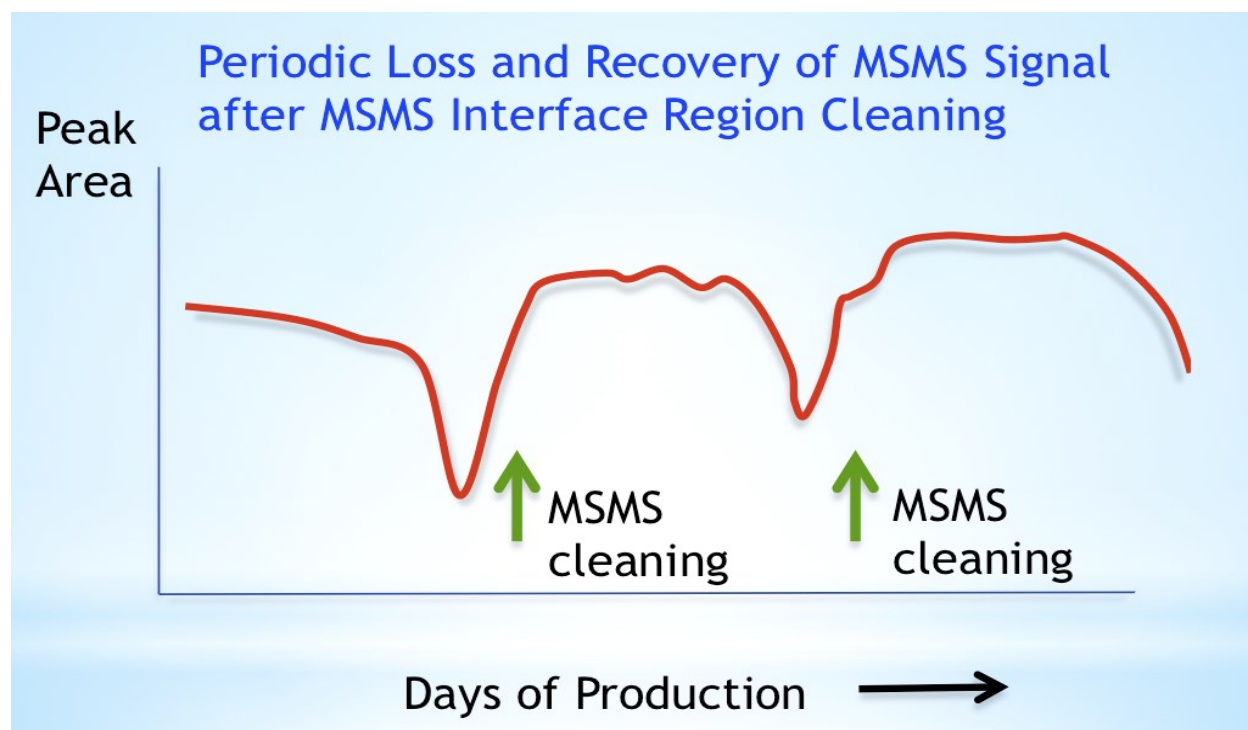 Periodic Loss and Recovery of MSMS Signal
after MSMS Interface Region Cleaning
Peak
Area
MSMS
cleaning
MSMS
cleaning
Days of Production